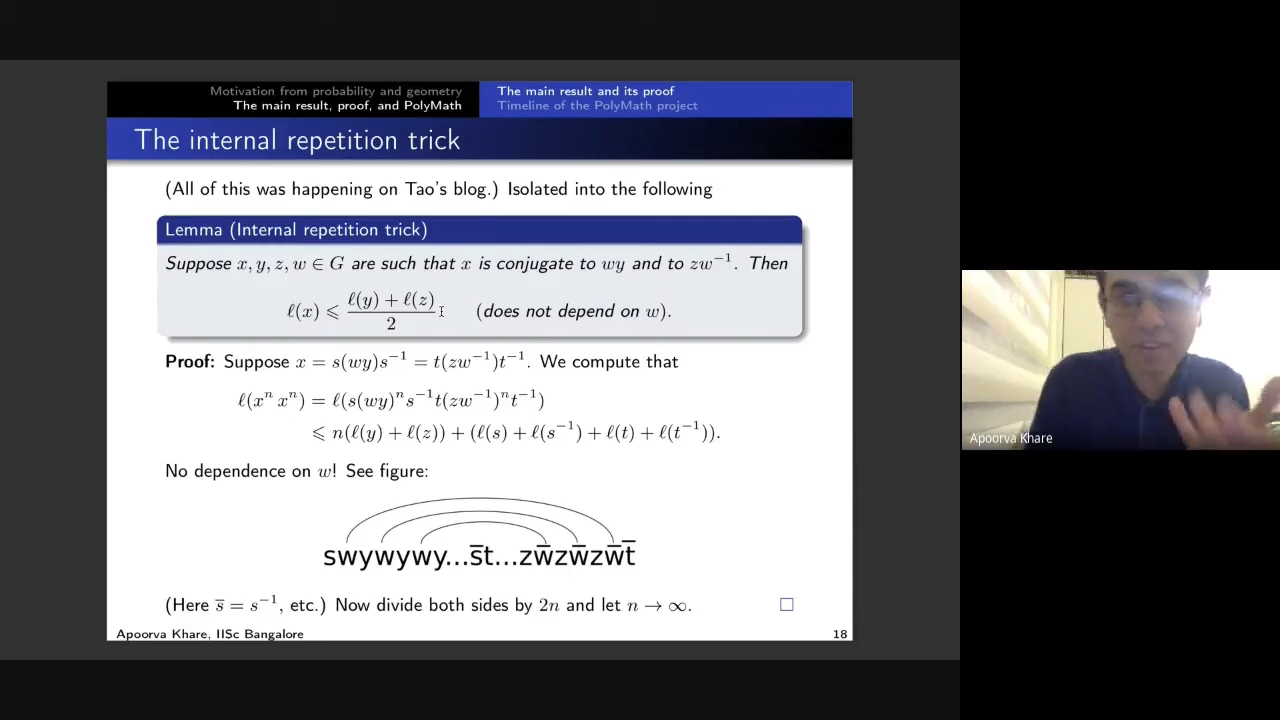 Motivation from probability and geometry
The main result, proof, and PolyMath
The main result and its proof
Timeline of the PolyMath project
The internal repetition trick
(All of this was happening on Tao's blog.) Isolated into the following
Lemma (Internal repetition trick)
Suppose x, y, z, w ∈ G are such that x is conjugate to wy and to zw⁻¹. Then
ℓ(x) ⩽ (ℓ(y) + ℓ(z))/2 (does not depend on w).
Proof: Suppose x = s(wy)s⁻¹ = t(zw⁻¹)t⁻¹. We compute that
ℓ(xⁿ xⁿ) = ℓ(s(wy)ⁿs⁻¹t(zw⁻¹)ⁿt⁻¹)
⩽ n(ℓ(y) + ℓ(z)) + (ℓ(s) + ℓ(s⁻¹) + ℓ(t) + ℓ(t⁻¹)).
No dependence on w! See figure:
swywywy...s̅t...zw̅zw̅zw̅t̅
(Here s̅ = s⁻¹, etc.) Now divide both sides by 2n and let n → ∞. □
Apoorva Khare, IISc Bangalore
18
Apoorva Khare